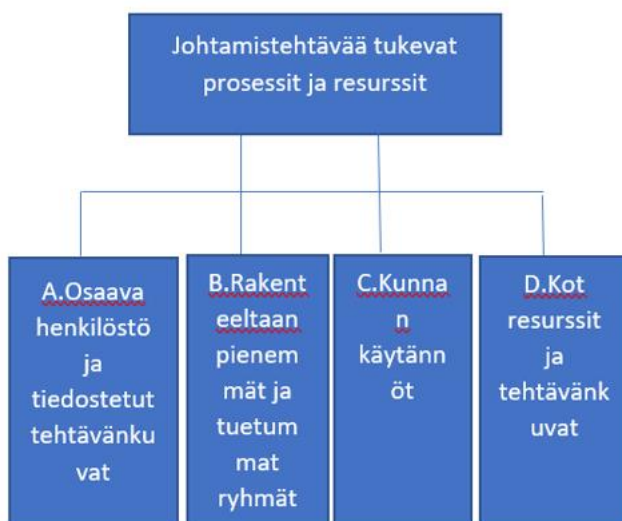 Johtamistehtävää tukevat
prosessit ja resurssit
A.Osaava
henkilöstö
ja
tiedostetut
tehtävänku
vat
B.Rakent
eeltaan
pienem
mät ja
tuetum
mat
ryhmät
C.Kunna
n
käytänn
öt
D.Kot
resurssit
ja
tehtävänk
uvat